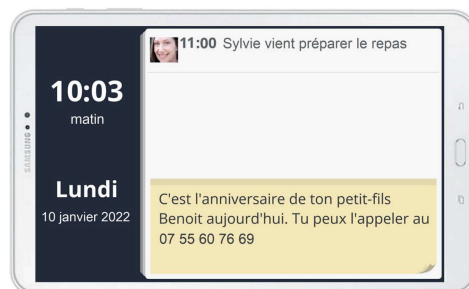 11:00 Sylvie vient préparer le repas
10:03
matin
SAMSUNG
Lundi
10 janvier 2022
C'est l'anniversaire de ton petit-fils
Benoit aujourd'hui. Tu peux l'appeler au
07 55 60 76 69